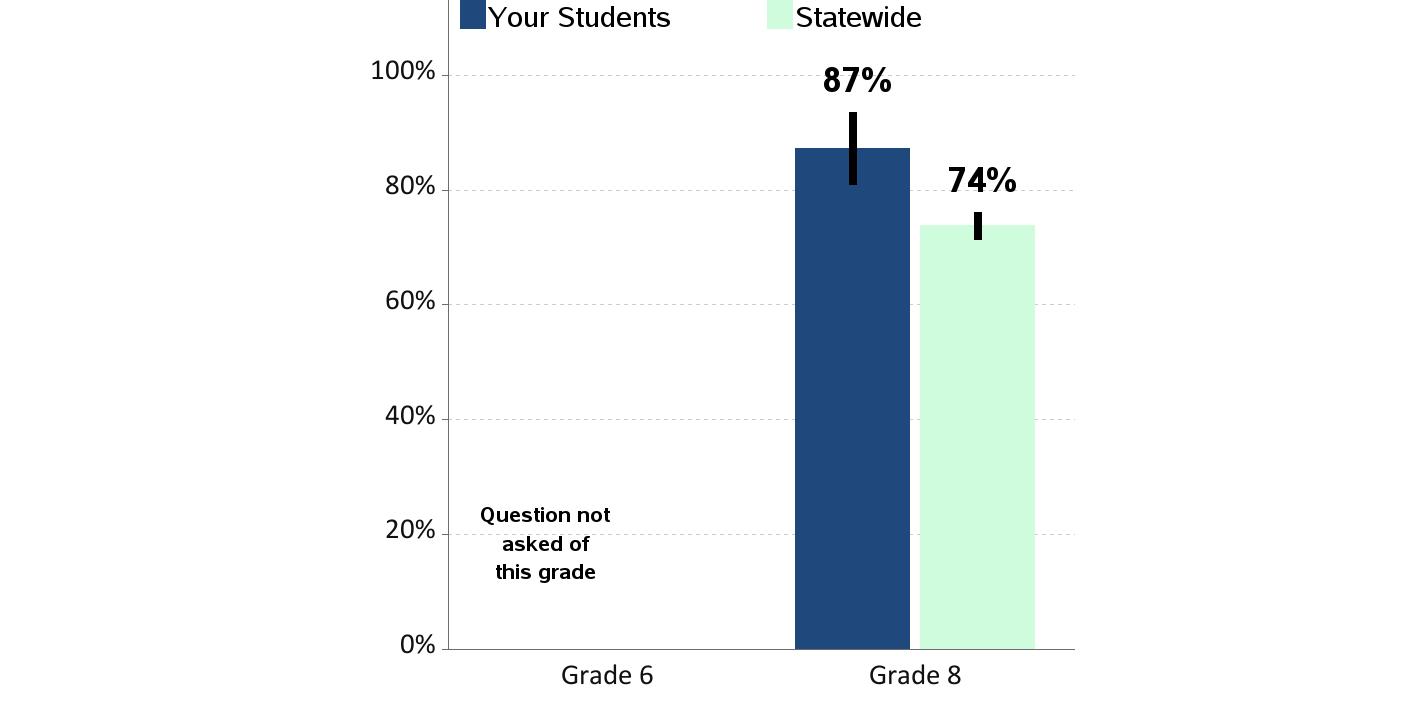 Your Students Statewide
100%
87%
80%
74%
60%
40%
Question not
20%
asked of
this grade
0%
Grade 6 Grade 8